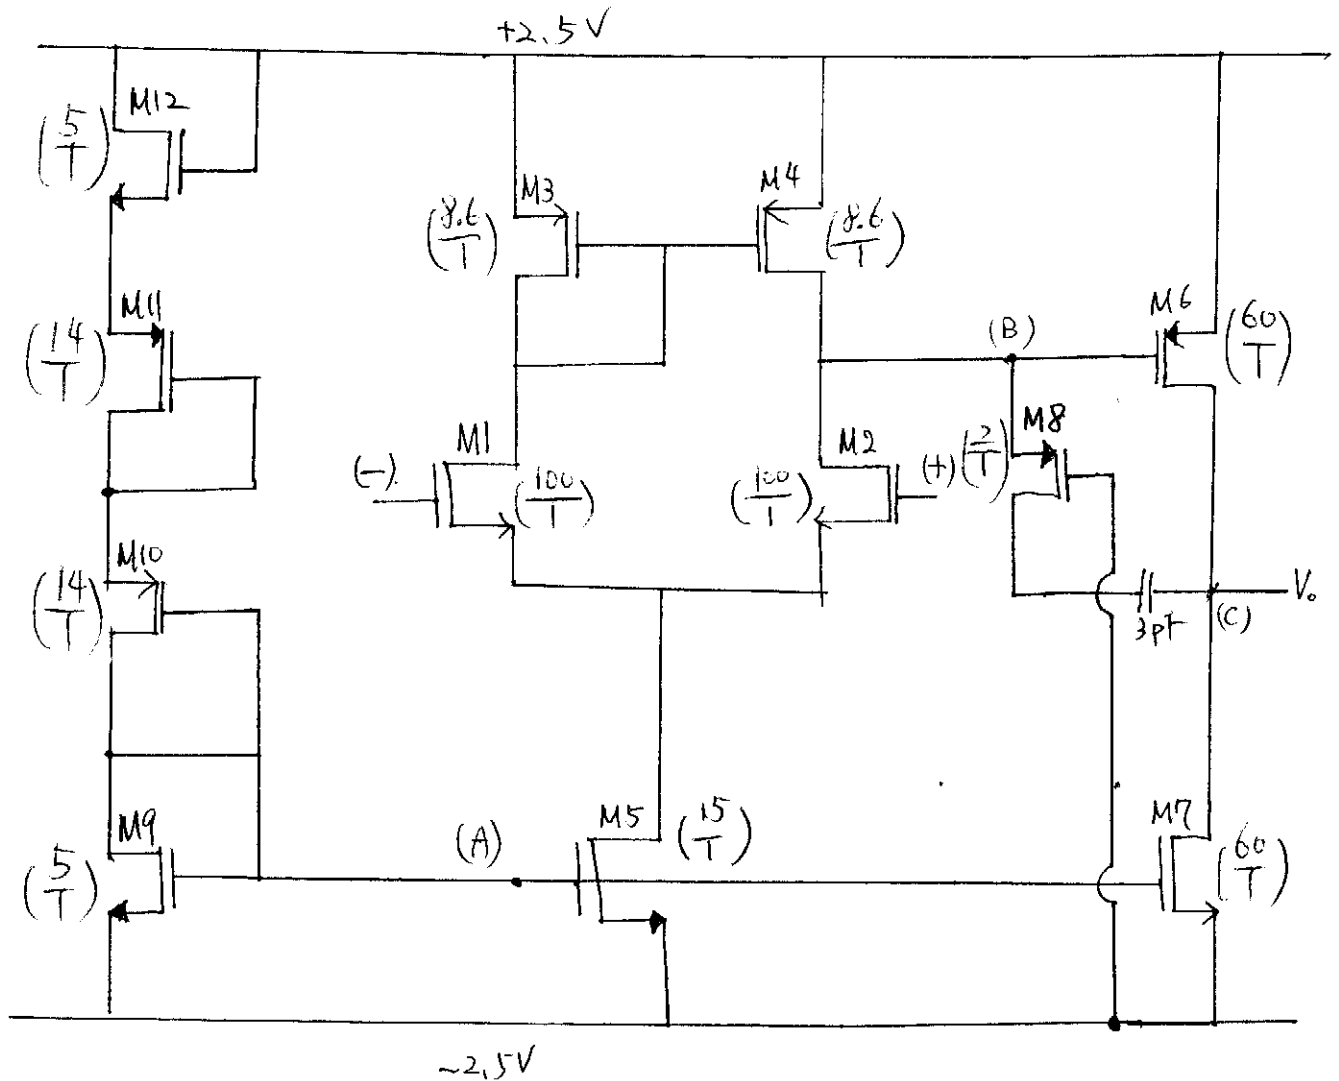 +2.5V
M12
(5/1)
M3
(8.6/1)
M4
(8.6/1)
M11
(14/1)
M6
(60/1)
(B)
M1
(-)
(100/1)
M2
(+)
(100/1)
M8
(2/1)
M10
(14/1)
3pF
Vo
(C)
M9
(5/1)
(A)
M5
(15/1)
M7
(60/1)
~2.5V